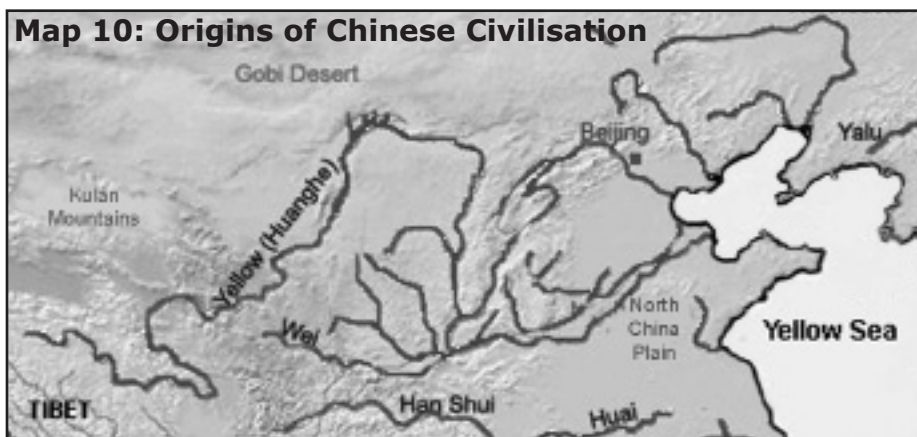 Map 10: Origins of Chinese Civilisation
Gobi Desert
Beijing
Yalu
Kulan
Mountains
Yellow (Huanghe)
Wei
North
China
Plain
Yellow Sea
TIBET
Han Shui
Huai